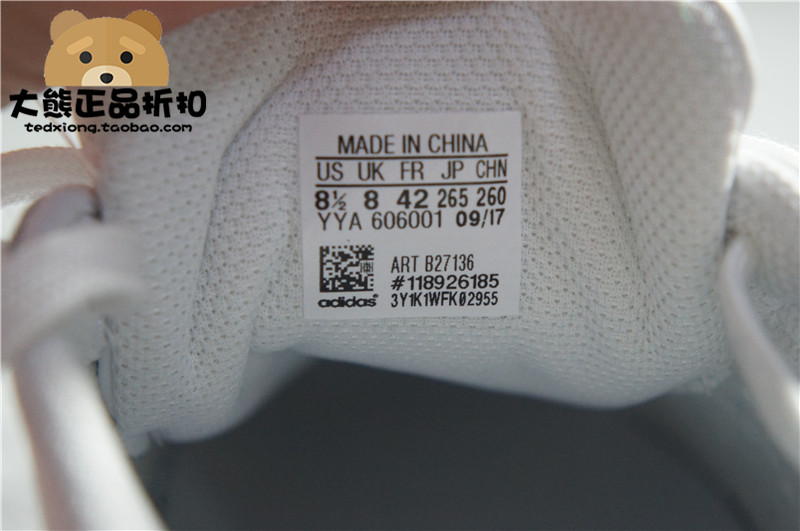 大熊正品折扣
tedxiong.taobao.com
MADE IN CHINA
US UK FR JP CHN
8½ 8 42 265 260
YYA 606001 09/17
ART B27136
#118926185
adidas® 3Y1K1WFK02955